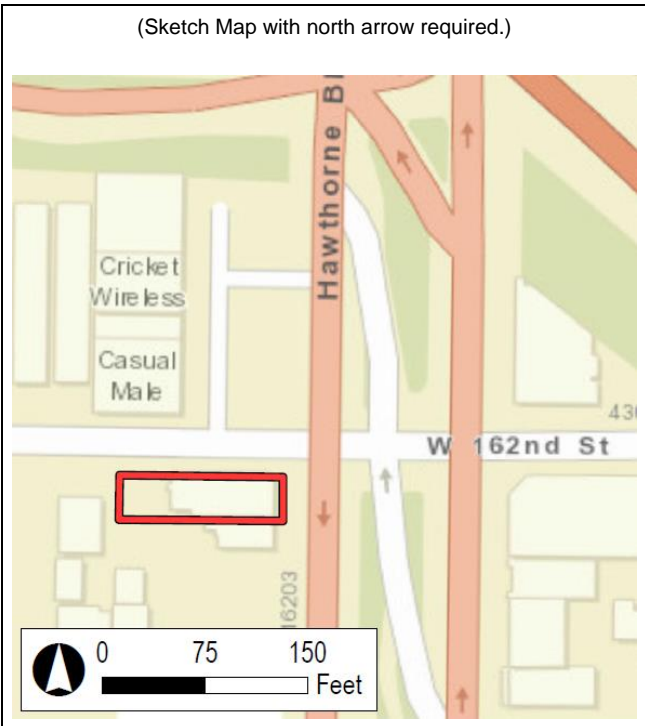 (Sketch Map with north arrow required.)
Hawthorne Bl
Cricket
Wireless
Casual
Male
430
W 162nd St
16203
0 75 150
Feet